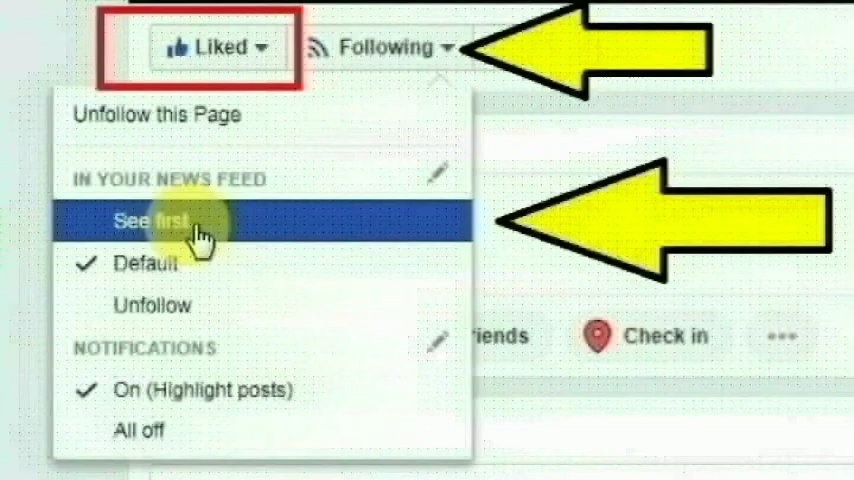 Liked Following
Unfollow this Page
IN YOUR NEWS FEED
See first
Default
Unfollow
riends Check in
NOTIFICATIONS
On (Highlight posts)
All off